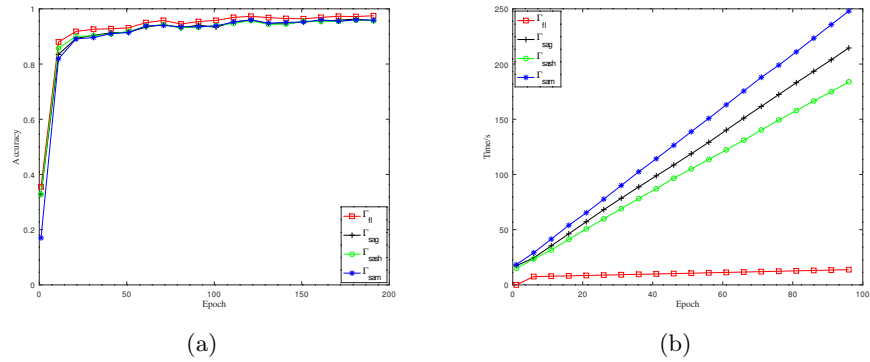 1
0.8
0.6
0.4
0.2
0
Accuracy
0 50 100 150 200
Epoch
Γfl
Γsag
Γsash
Γsam
(a)
250
200
150
100
50
0
Time/s
0 20 40 60 80 100
Epoch
Γfl
Γsag
Γsash
Γsam
(b)